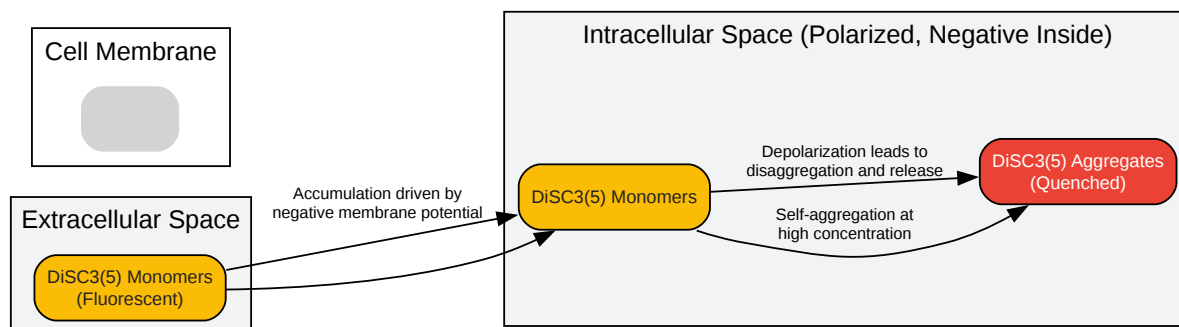 Cell Membrane
Extracellular Space
DiSC3(5) Monomers
(Fluorescent)
Accumulation driven by
negative membrane potential
Intracellular Space (Polarized, Negative Inside)
DiSC3(5) Monomers
Depolarization leads to
disaggregation and release
Self-aggregation at
high concentration
DiSC3(5) Aggregates
(Quenched)